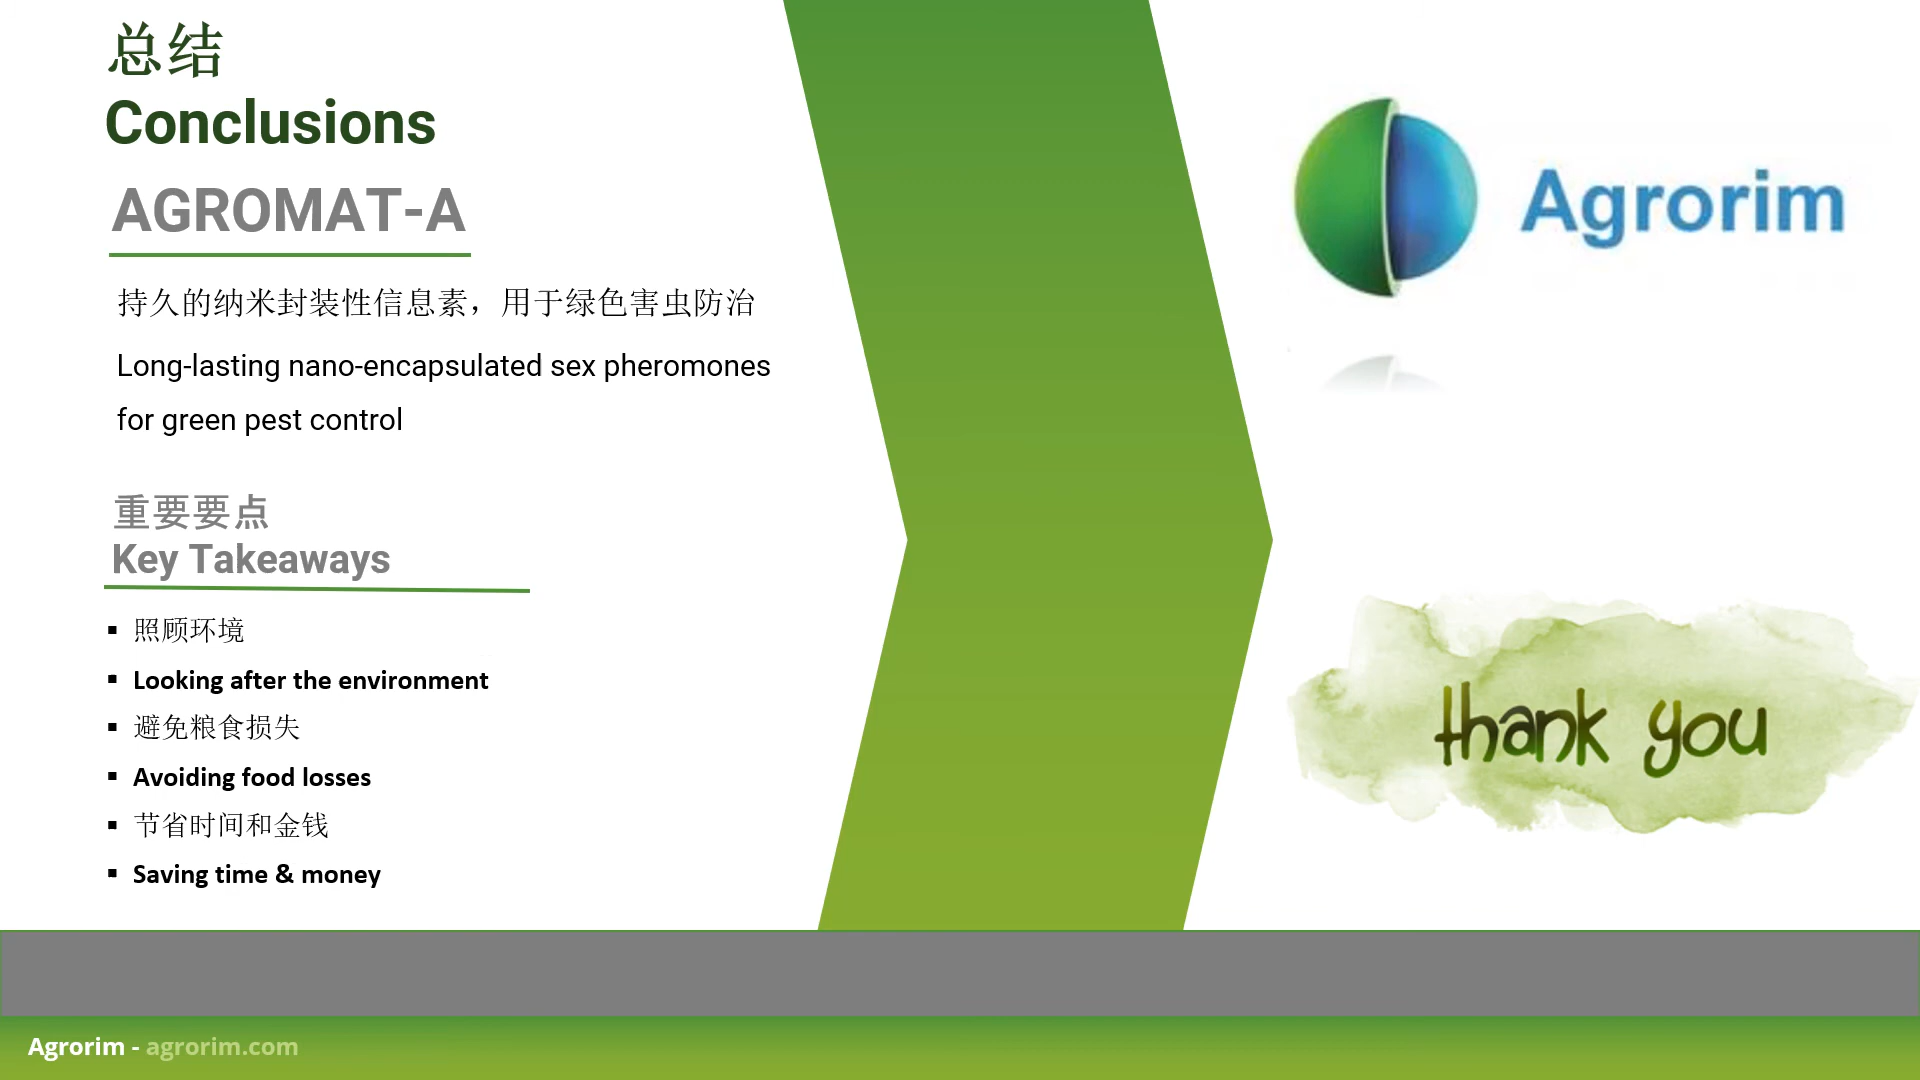 总结
Conclusions
AGROMAT-A
持久的纳米封装性信息素，用于绿色害虫防治
Long-lasting nano-encapsulated sex pheromones
for green pest control
重要要点
Key Takeaways
▪ 照顾环境
▪ Looking after the environment
▪ 避免粮食损失
▪ Avoiding food losses
▪ 节省时间和金钱
▪ Saving time & money
Agrorim
thank you
Agrorim - agrorim.com